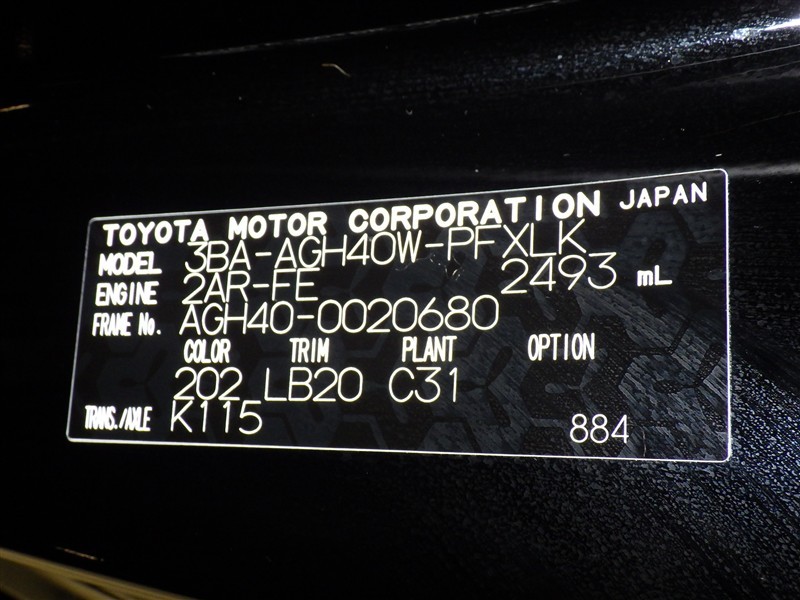 TOYOTA MOTOR CORPORATION JAPAN
MODEL 3BA-AGH40W-PFXLK
ENGINE 2AR-FE 2493 mL
FRAME No. AGH40-0020680
COLOR TRIM PLANT OPTION
202 LB20 C31
TRANS./AXLE K115 884